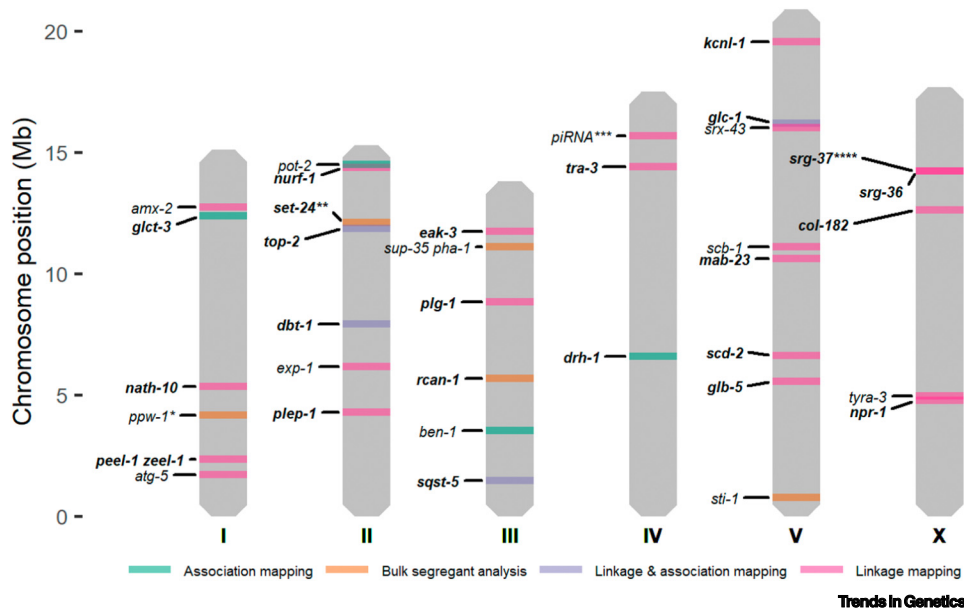 Chromosome position (Mb)
20
15
10
5
0
amx-2
glct-3
nath-10
ppw-1*
peel-1 zeel-1
atg-5
I
pot-2
nurf-1
set-24**
top-2
dbt-1
exp-1
plep-1
II
eak-3
sup-35 pha-1
plg-1
rcan-1
ben-1
sqst-5
III
piRNA***
tra-3
drh-1
IV
kcnl-1
glc-1
srx-43
scb-1
mab-23
scd-2
glb-5
sti-1
V
srg-37****
srg-36
col-182
tyra-3
npr-1
X
Association mapping
Bulk segregant analysis
Linkage & association mapping
Linkage mapping
Trends in Genetics